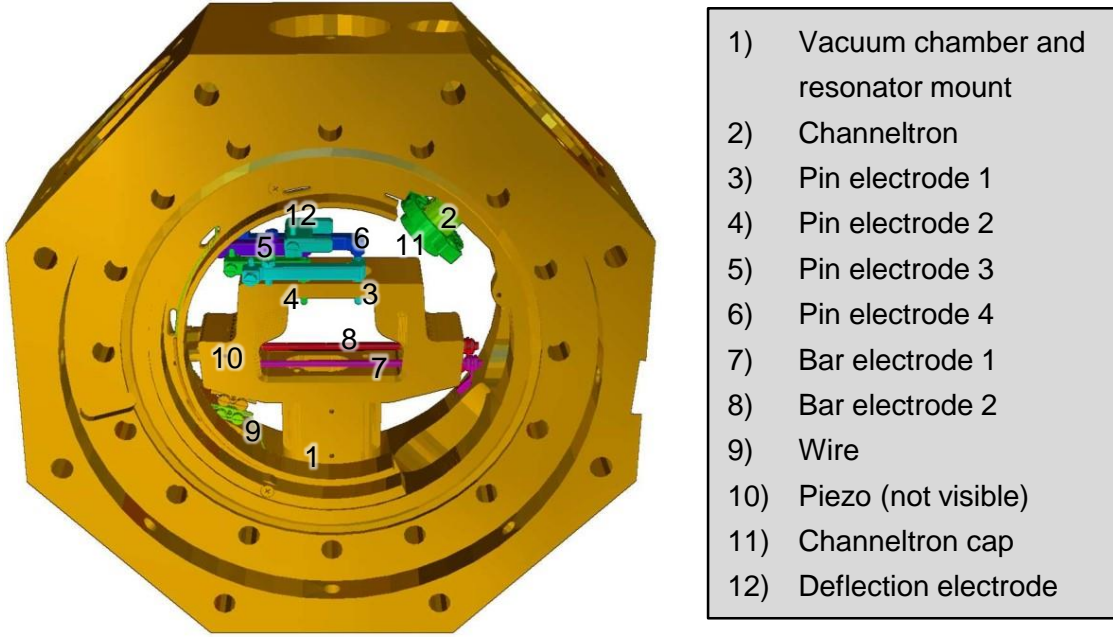 12
2
6
11
5
4
3
8
10
7
9
1
1) Vacuum chamber and
resonator mount
2) Channeltron
3) Pin electrode 1
4) Pin electrode 2
5) Pin electrode 3
6) Pin electrode 4
7) Bar electrode 1
8) Bar electrode 2
9) Wire
10) Piezo (not visible)
11) Channeltron cap
12) Deflection electrode